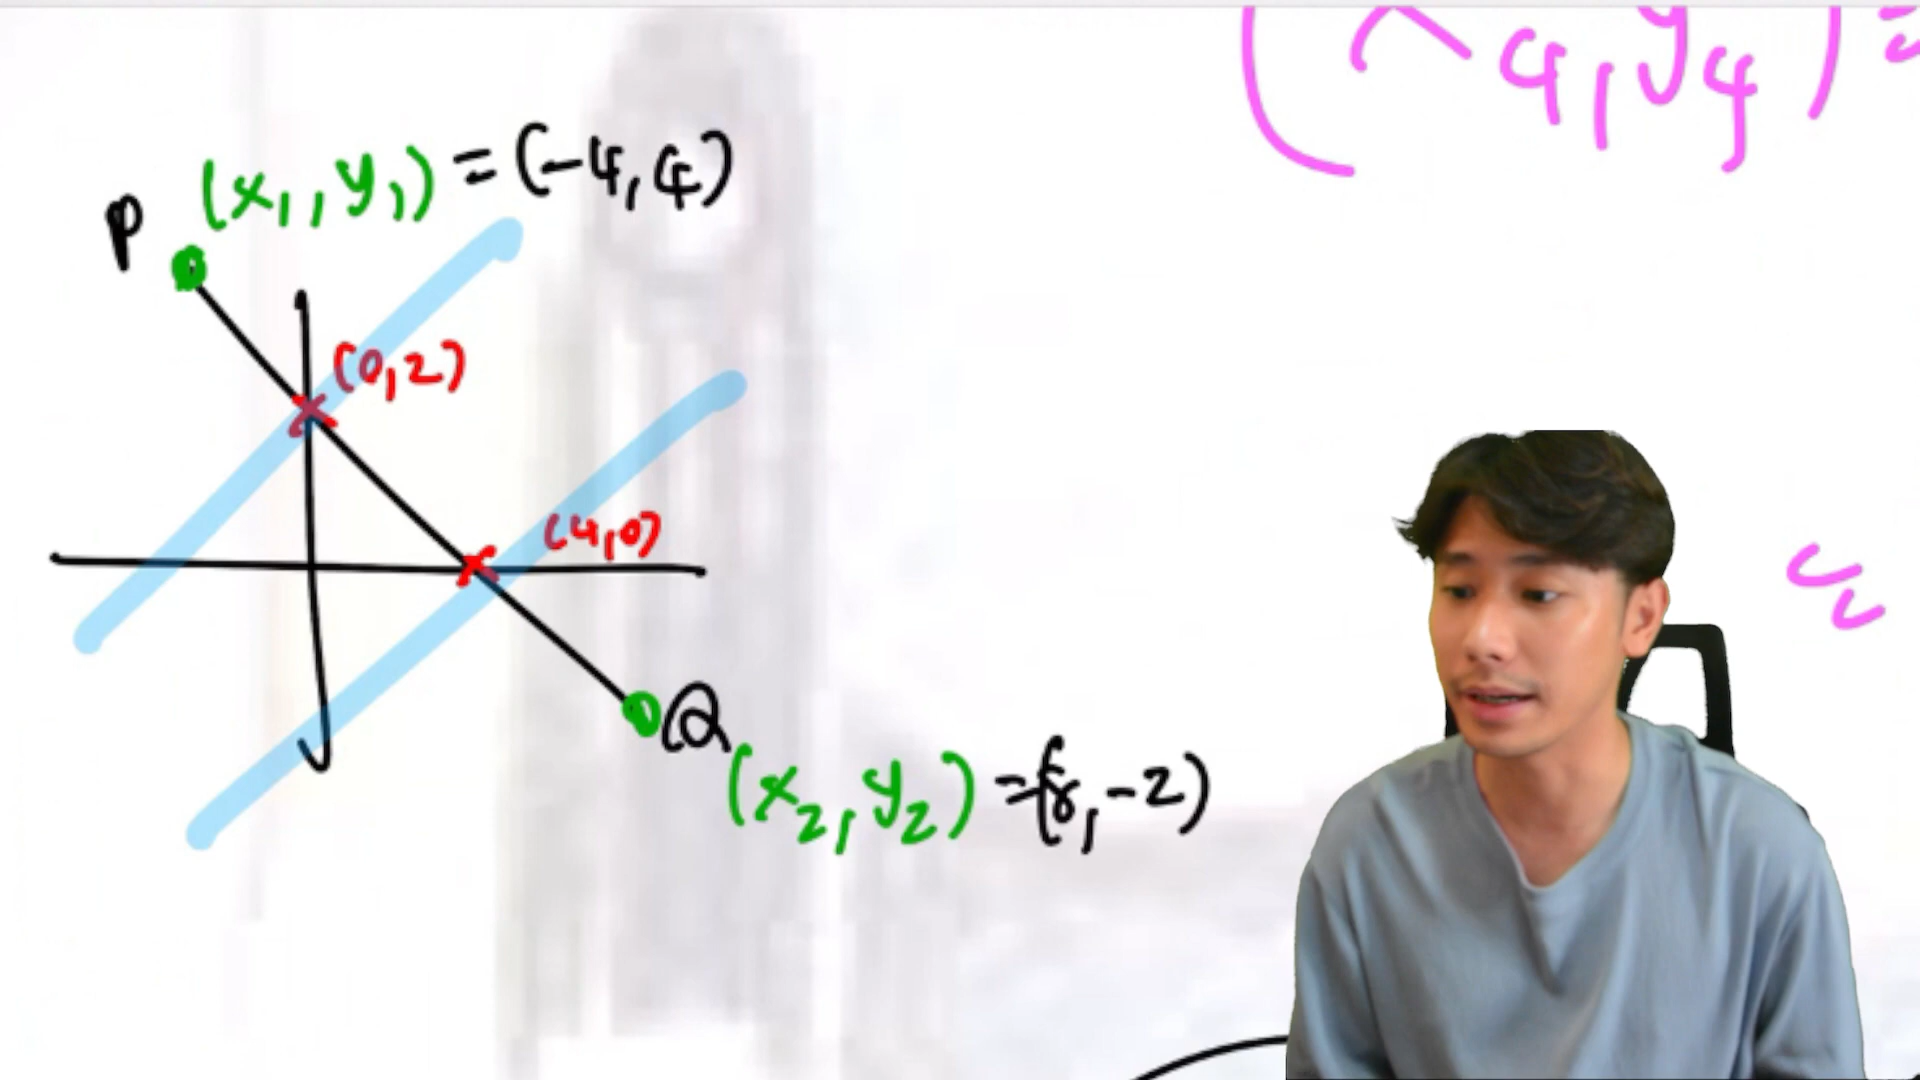 (x₄,y₄)=
P (x₁,y₁) = (-4,4)
(0,2)
(4,0)
Q
(x₂,y₂) = (8,-2)